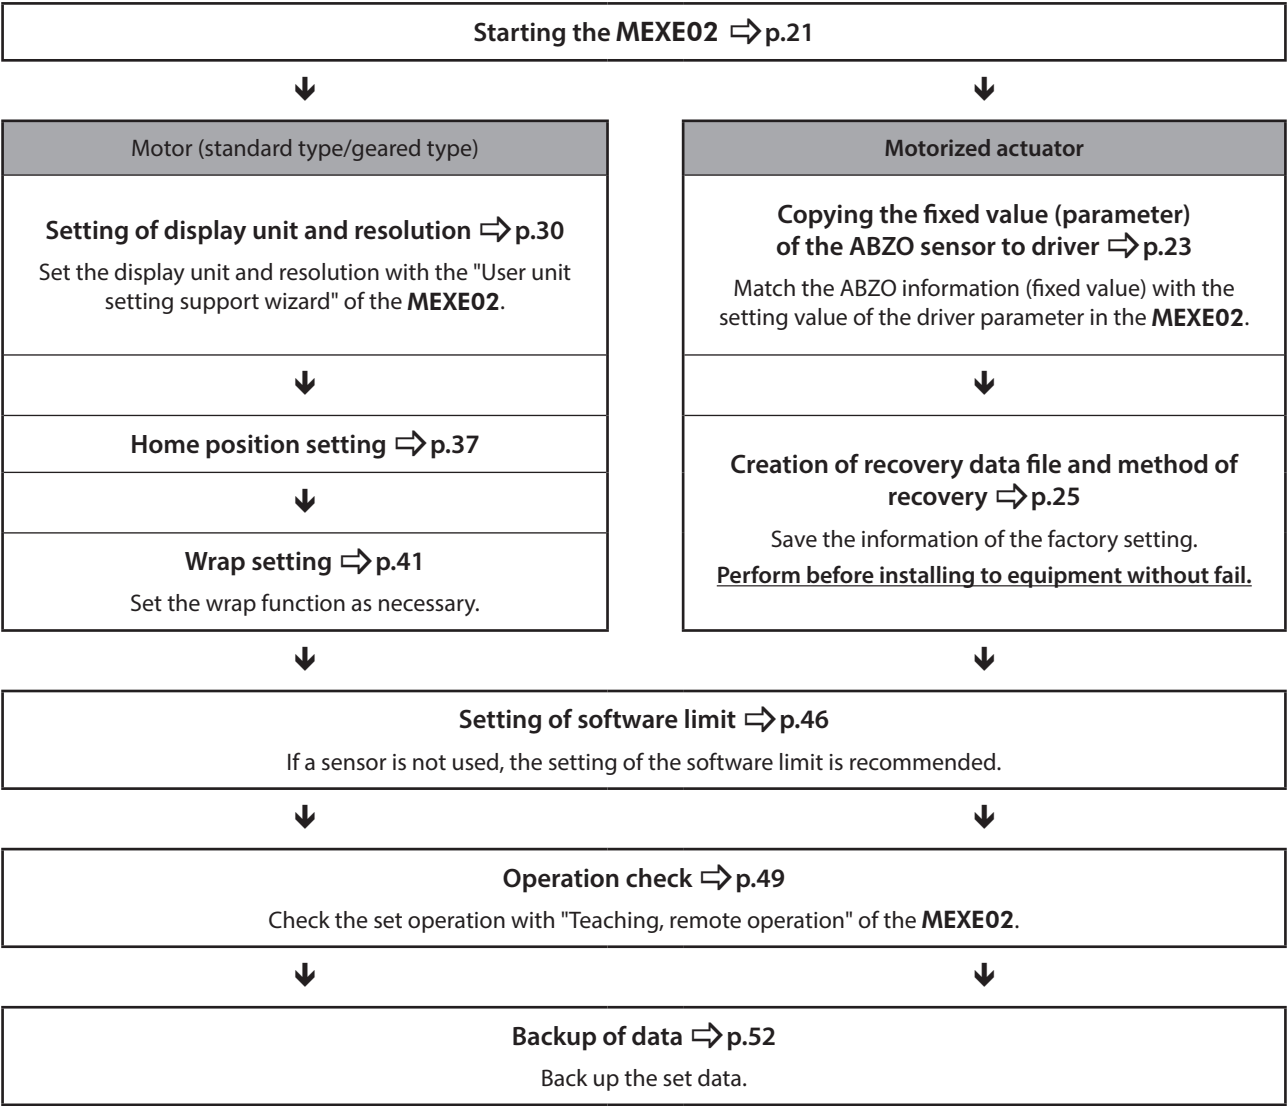 Starting the MEXE02 ⇨ p.21
Motor (standard type/geared type)
Setting of display unit and resolution ⇨ p.30
Set the display unit and resolution with the "User unit
setting support wizard" of the MEXE02.
Home position setting ⇨ p.37
Wrap setting ⇨ p.41
Set the wrap function as necessary.
Motorized actuator
Copying the fixed value (parameter)
of the ABZO sensor to driver ⇨ p.23
Match the ABZO information (fixed value) with the
setting value of the driver parameter in the MEXE02.
Creation of recovery data file and method of
recovery ⇨ p.25
Save the information of the factory setting.
Perform before installing to equipment without fail.
Setting of software limit ⇨ p.46
If a sensor is not used, the setting of the software limit is recommended.
Operation check ⇨ p.49
Check the set operation with "Teaching, remote operation" of the MEXE02.
Backup of data ⇨ p.52
Back up the set data.